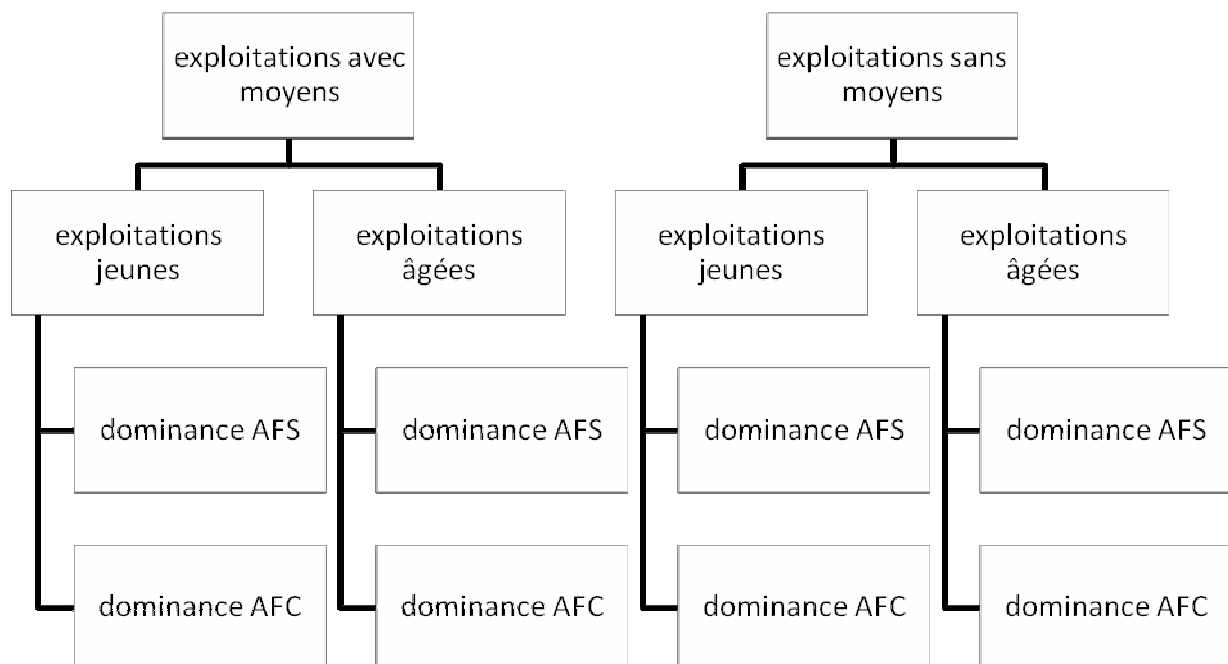 exploitations avec
moyens
exploitations sans
moyens
exploitations
jeunes
exploitations
âgées
exploitations
jeunes
exploitations
âgées
dominance AFS
dominance AFS
dominance AFS
dominance AFS
dominance AFC
dominance AFC
dominance AFC
dominance AFC